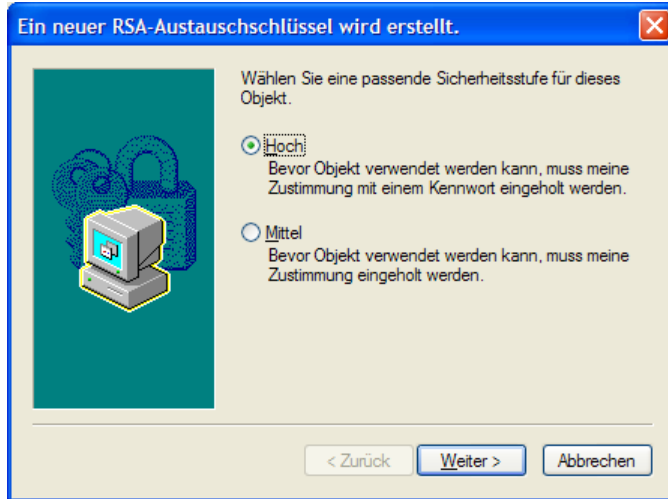 Ein neuer RSA-Austauschschlüssel wird erstellt.
Wählen Sie eine passende Sicherheitsstufe für dieses
Objekt.
Hoch
Bevor Objekt verwendet werden kann, muss meine
Zustimmung mit einem Kennwort eingeholt werden.
Mittel
Bevor Objekt verwendet werden kann, muss meine
Zustimmung eingeholt werden.
< Zurück Weiter > Abbrechen